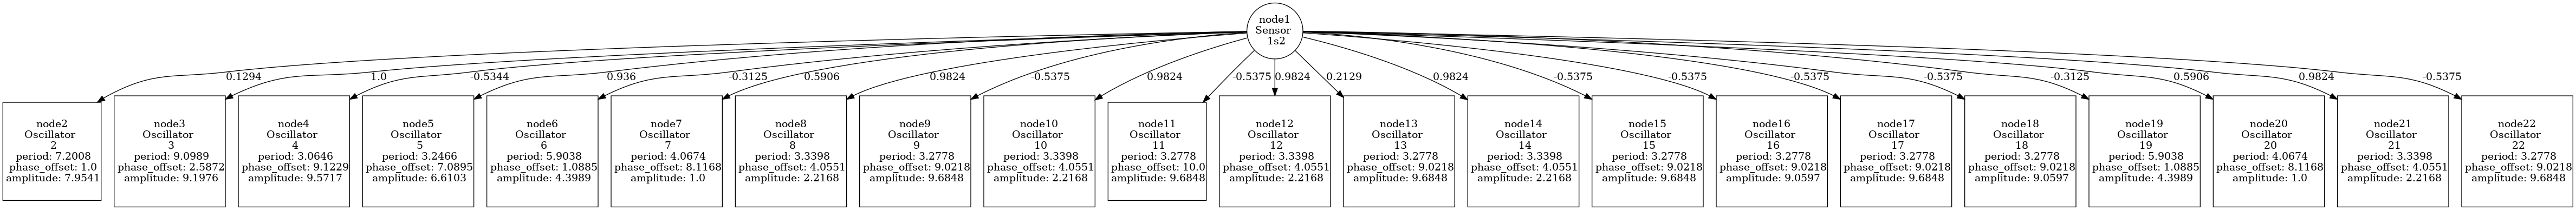 node1
Sensor
1s2
0.1294
1.0
-0.5344
0.936
-0.3125
0.5906
0.9824
-0.5375
0.9824
-0.5375
0.9824
0.2129
0.9824
-0.5375
-0.5375
-0.5375
-0.5375
-0.3125
0.5906
0.9824
-0.5375
node2
Oscillator
2
period: 7.2008
phase_offset: 1.0
amplitude: 7.9541
node3
Oscillator
3
period: 9.0989
phase_offset: 2.5872
amplitude: 9.1976
node4
Oscillator
4
period: 3.0646
phase_offset: 9.1229
amplitude: 9.5717
node5
Oscillator
5
period: 3.2466
phase_offset: 7.0895
amplitude: 6.6103
node6
Oscillator
6
period: 5.9038
phase_offset: 1.0885
amplitude: 4.3989
node7
Oscillator
7
period: 4.0674
phase_offset: 8.1168
amplitude: 1.0
node8
Oscillator
8
period: 3.3398
phase_offset: 4.0551
amplitude: 2.2168
node9
Oscillator
9
period: 3.2778
phase_offset: 9.0218
amplitude: 9.6848
node10
Oscillator
10
period: 3.3398
phase_offset: 4.0551
amplitude: 2.2168
node11
Oscillator
11
period: 3.2778
phase_offset: 10.0
amplitude: 9.6848
node12
Oscillator
12
period: 3.3398
phase_offset: 4.0551
amplitude: 2.2168
node13
Oscillator
13
period: 3.2778
phase_offset: 9.0218
amplitude: 9.6848
node14
Oscillator
14
period: 3.3398
phase_offset: 4.0551
amplitude: 2.2168
node15
Oscillator
15
period: 3.2778
phase_offset: 9.0218
amplitude: 9.6848
node16
Oscillator
16
period: 3.2778
phase_offset: 9.0218
amplitude: 9.0597
node17
Oscillator
17
period: 3.2778
phase_offset: 9.0218
amplitude: 9.6848
node18
Oscillator
18
period: 3.2778
phase_offset: 9.0218
amplitude: 9.0597
node19
Oscillator
19
period: 5.9038
phase_offset: 1.0885
amplitude: 4.3989
node20
Oscillator
20
period: 4.0674
phase_offset: 8.1168
amplitude: 1.0
node21
Oscillator
21
period: 3.3398
phase_offset: 4.0551
amplitude: 2.2168
node22
Oscillator
22
period: 3.2778
phase_offset: 9.0218
amplitude: 9.6848